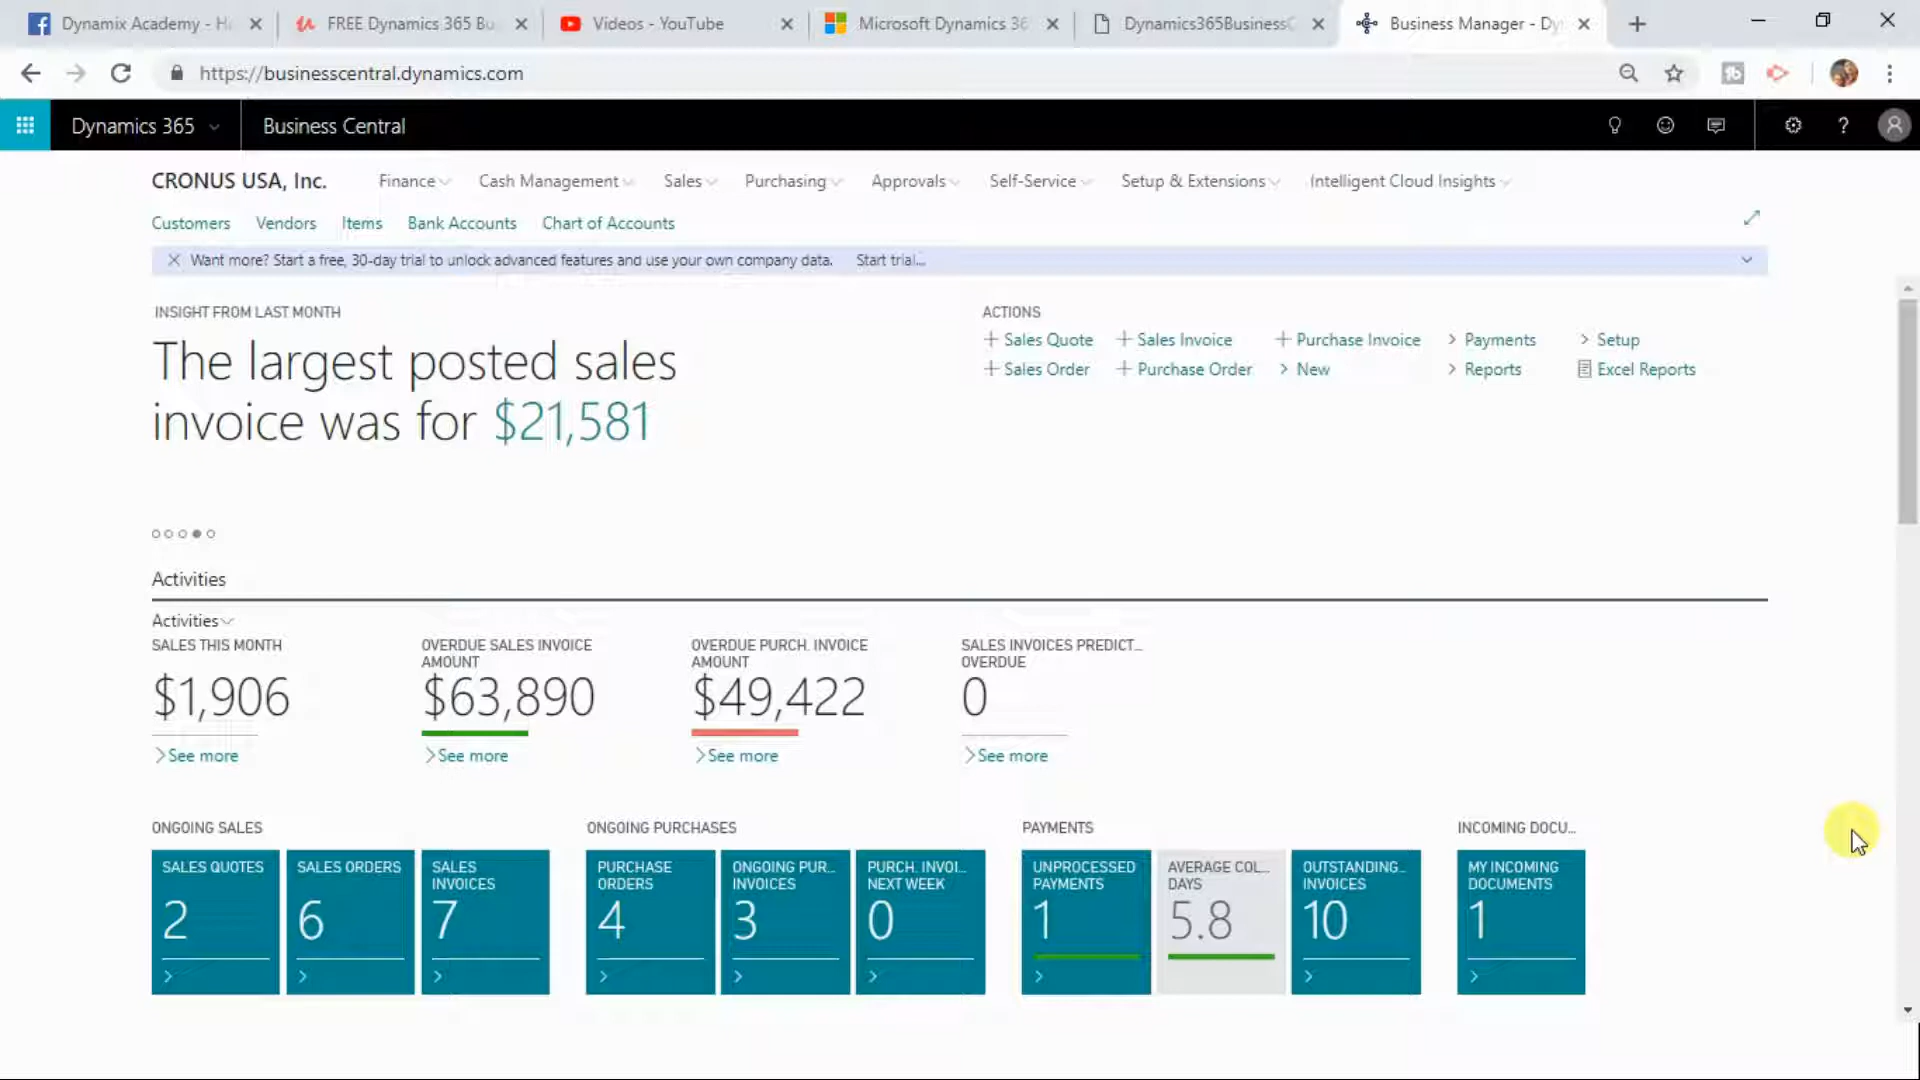 Dynamix Academy - H
FREE Dynamics 365 Bu
Videos - YouTube
Microsoft Dynamics 36
Dynamics365BusinessC
Business Manager - Dy
https://businesscentral.dynamics.com
Dynamics 365
Business Central
CRONUS USA, Inc.
Finance
Cash Management
Sales
Purchasing
Approvals
Self-Service
Setup & Extensions
Intelligent Cloud Insights
Customers
Vendors
Items
Bank Accounts
Chart of Accounts
Want more? Start a free, 30-day trial to unlock advanced features and use your own company data. Start trial...
INSIGHT FROM LAST MONTH
The largest posted sales
invoice was for $21,581
ACTIONS
+ Sales Quote
+ Sales Invoice
+ Purchase Invoice
> Payments
> Setup
+ Sales Order
+ Purchase Order
> New
> Reports
Excel Reports
Activities
Activities
SALES THIS MONTH
$1,906
>See more
OVERDUE SALES INVOICE
AMOUNT
$63,890
>See more
OVERDUE PURCH. INVOICE
AMOUNT
$49,422
>See more
SALES INVOICES PREDICT...
OVERDUE
0
>See more
ONGOING SALES
SALES QUOTES
2
SALES ORDERS
6
SALES
INVOICES
7
ONGOING PURCHASES
PURCHASE
ORDERS
4
ONGOING PUR...
INVOICES
3
PURCH. INVOI...
NEXT WEEK
0
PAYMENTS
UNPROCESSED
PAYMENTS
1
AVERAGE COL...
DAYS
5.8
OUTSTANDING...
INVOICES
10
INCOMING DOCU...
MY INCOMING
DOCUMENTS
1